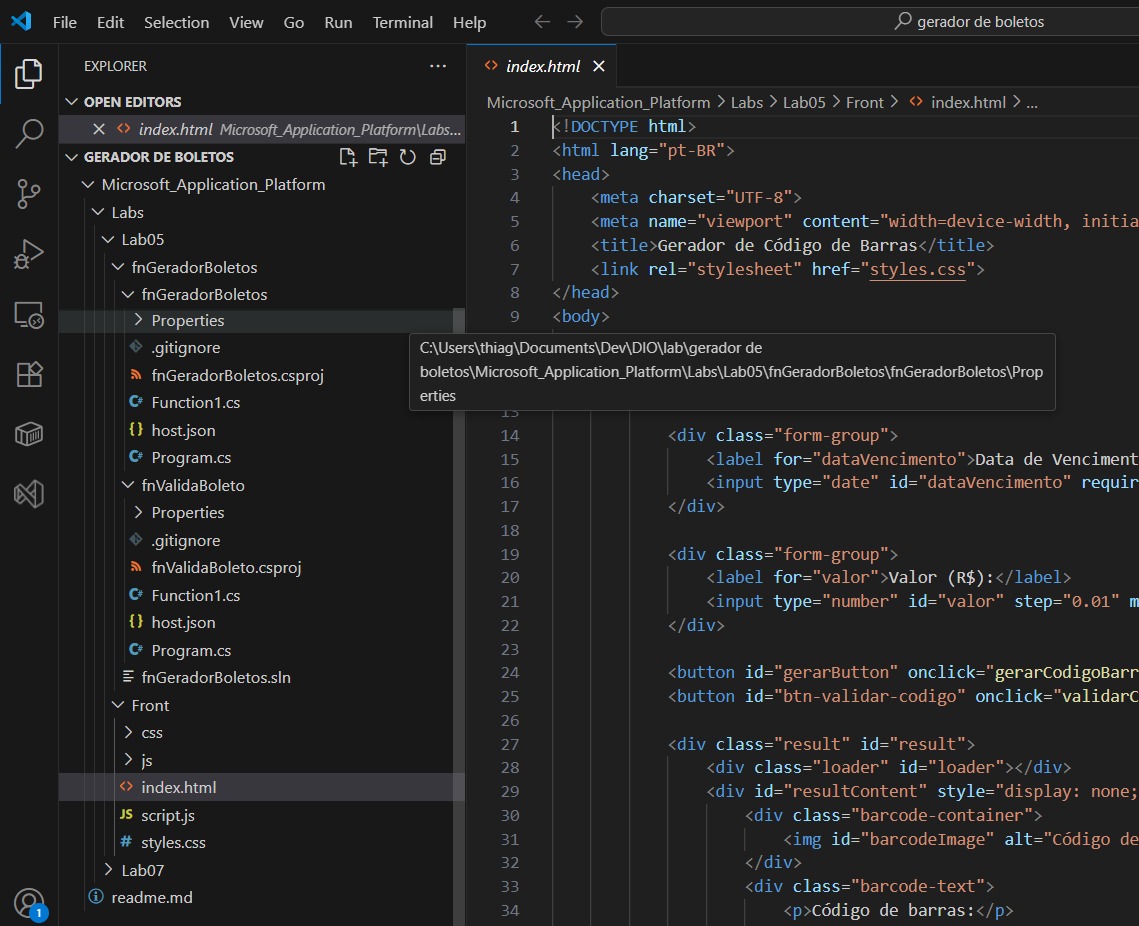 File Edit Selection View Go Run Terminal Help
gerador de boletos
EXPLORER
OPEN EDITORS
index.html Microsoft_Application_Platform\Labs...
GERADOR DE BOLETOS
Microsoft_Application_Platform
Labs
Lab05
fnGeradorBoletos
fnGeradorBoletos
Properties
.gitignore
fnGeradorBoletos.csproj
Function1.cs
host.json
Program.cs
fnValidaBoleto
Properties
.gitignore
fnValidaBoleto.csproj
Function1.cs
host.json
Program.cs
fnGeradorBoletos.sln
Front
css
js
index.html
JS script.js
# styles.css
Lab07
readme.md
1
index.html
Microsoft_Application_Platform > Labs > Lab05 > Front > index.html > ...
1 <!DOCTYPE html>
2 <html lang="pt-BR">
3 <head>
4 <meta charset="UTF-8">
5 <meta name="viewport" content="width=device-width, initia
6 <title>Gerador de Código de Barras</title>
7 <link rel="stylesheet" href="styles.css">
8 </head>
9 <body>
C:\Users\thiag\Documents\Dev\DIO\lab\gerador de
boletos\Microsoft_Application_Platform\Labs\Lab05\fnGeradorBoletos\fnGeradorBoletos\Prop
erties
13
14 <div class="form-group">
15 <label for="dataVencimento">Data de Venciment
16 <input type="date" id="dataVencimento" requir
17 </div>
18
19 <div class="form-group">
20 <label for="valor">Valor (R$):</label>
21 <input type="number" id="valor" step="0.01" m
22 </div>
23
24 <button id="gerarButton" onclick="gerarCodigoBarr
25 <button id="btn-validar-codigo" onclick="validarC
26
27 <div class="result" id="result">
28 <div class="loader" id="loader"></div>
29 <div id="resultContent" style="display: none;
30 <div class="barcode-container">
31 <img id="barcodeImage" alt="Código de
32 </div>
33 <div class="barcode-text">
34 <p>Código de barras:</p>